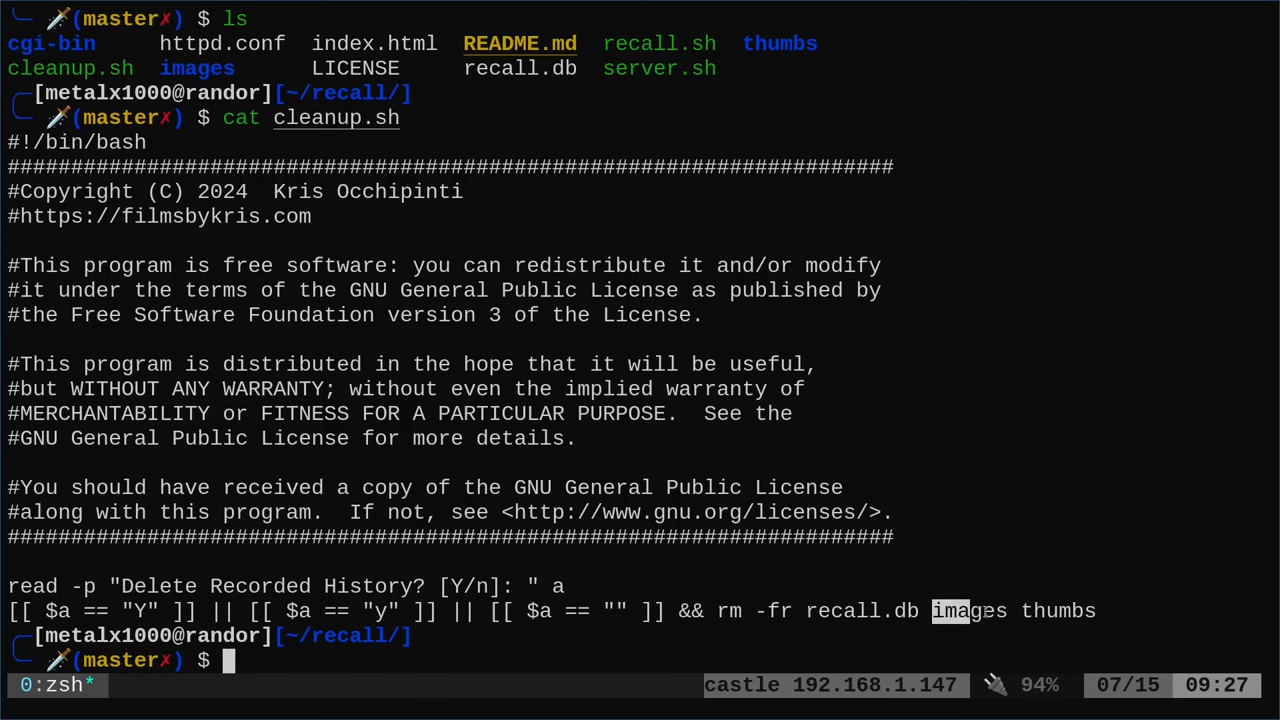 (master✗) $ ls
cgi-bin httpd.conf index.html README.md recall.sh thumbs
cleanup.sh images LICENSE recall.db server.sh
[metalx1000@randor][~/recall/]
(master✗) $ cat cleanup.sh
#!/bin/bash
######################################################################
#Copyright (C) 2024  Kris Occhipinti
#https://filmsbykris.com
#This program is free software: you can redistribute it and/or modify
#it under the terms of the GNU General Public License as published by
#the Free Software Foundation version 3 of the License.
#This program is distributed in the hope that it will be useful,
#but WITHOUT ANY WARRANTY; without even the implied warranty of
#MERCHANTABILITY or FITNESS FOR A PARTICULAR PURPOSE.  See the
#GNU General Public License for more details.
#You should have received a copy of the GNU General Public License
#along with this program.  If not, see <http://www.gnu.org/licenses/>.
######################################################################
read -p "Delete Recorded History? [Y/n]: " a
[[ $a == "Y" ]] || [[ $a == "y" ]] || [[ $a == "" ]] && rm -fr recall.db images thumbs
[metalx1000@randor][~/recall/]
(master✗) $
0:zsh* castle 192.168.1.147 94% 07/15 09:27